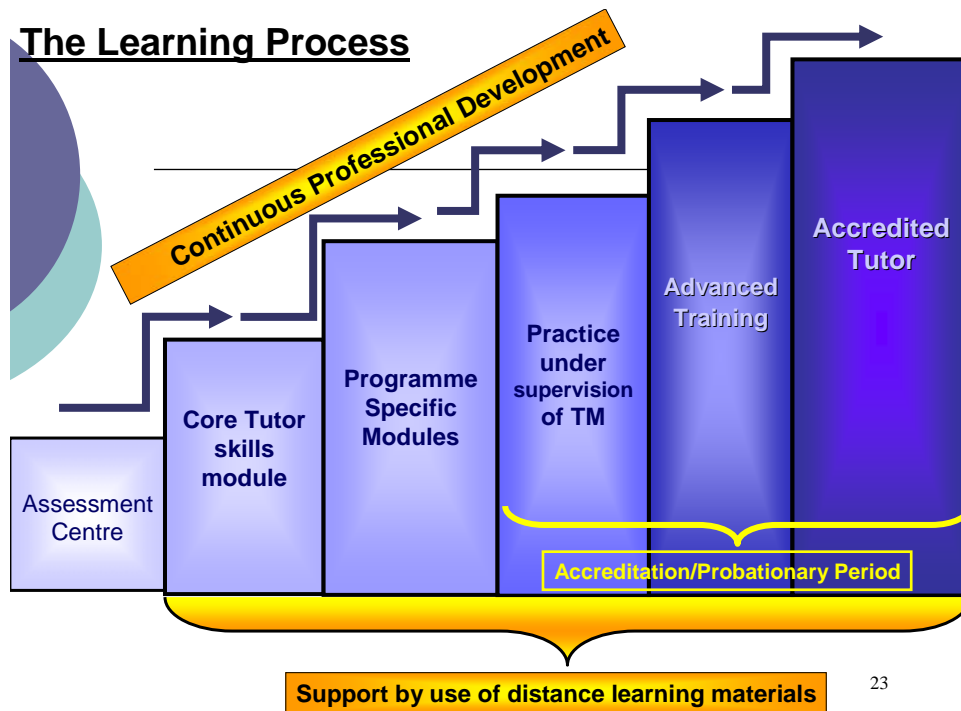 The Learning Process
Continuous Professional Development
Assessment
Centre
Core Tutor
skills
module
Programme
Specific
Modules
Practice
under
supervision
of TM
Advanced
Training
Accredited
Tutor
Accreditation/Probationary Period
Support by use of distance learning materials
23